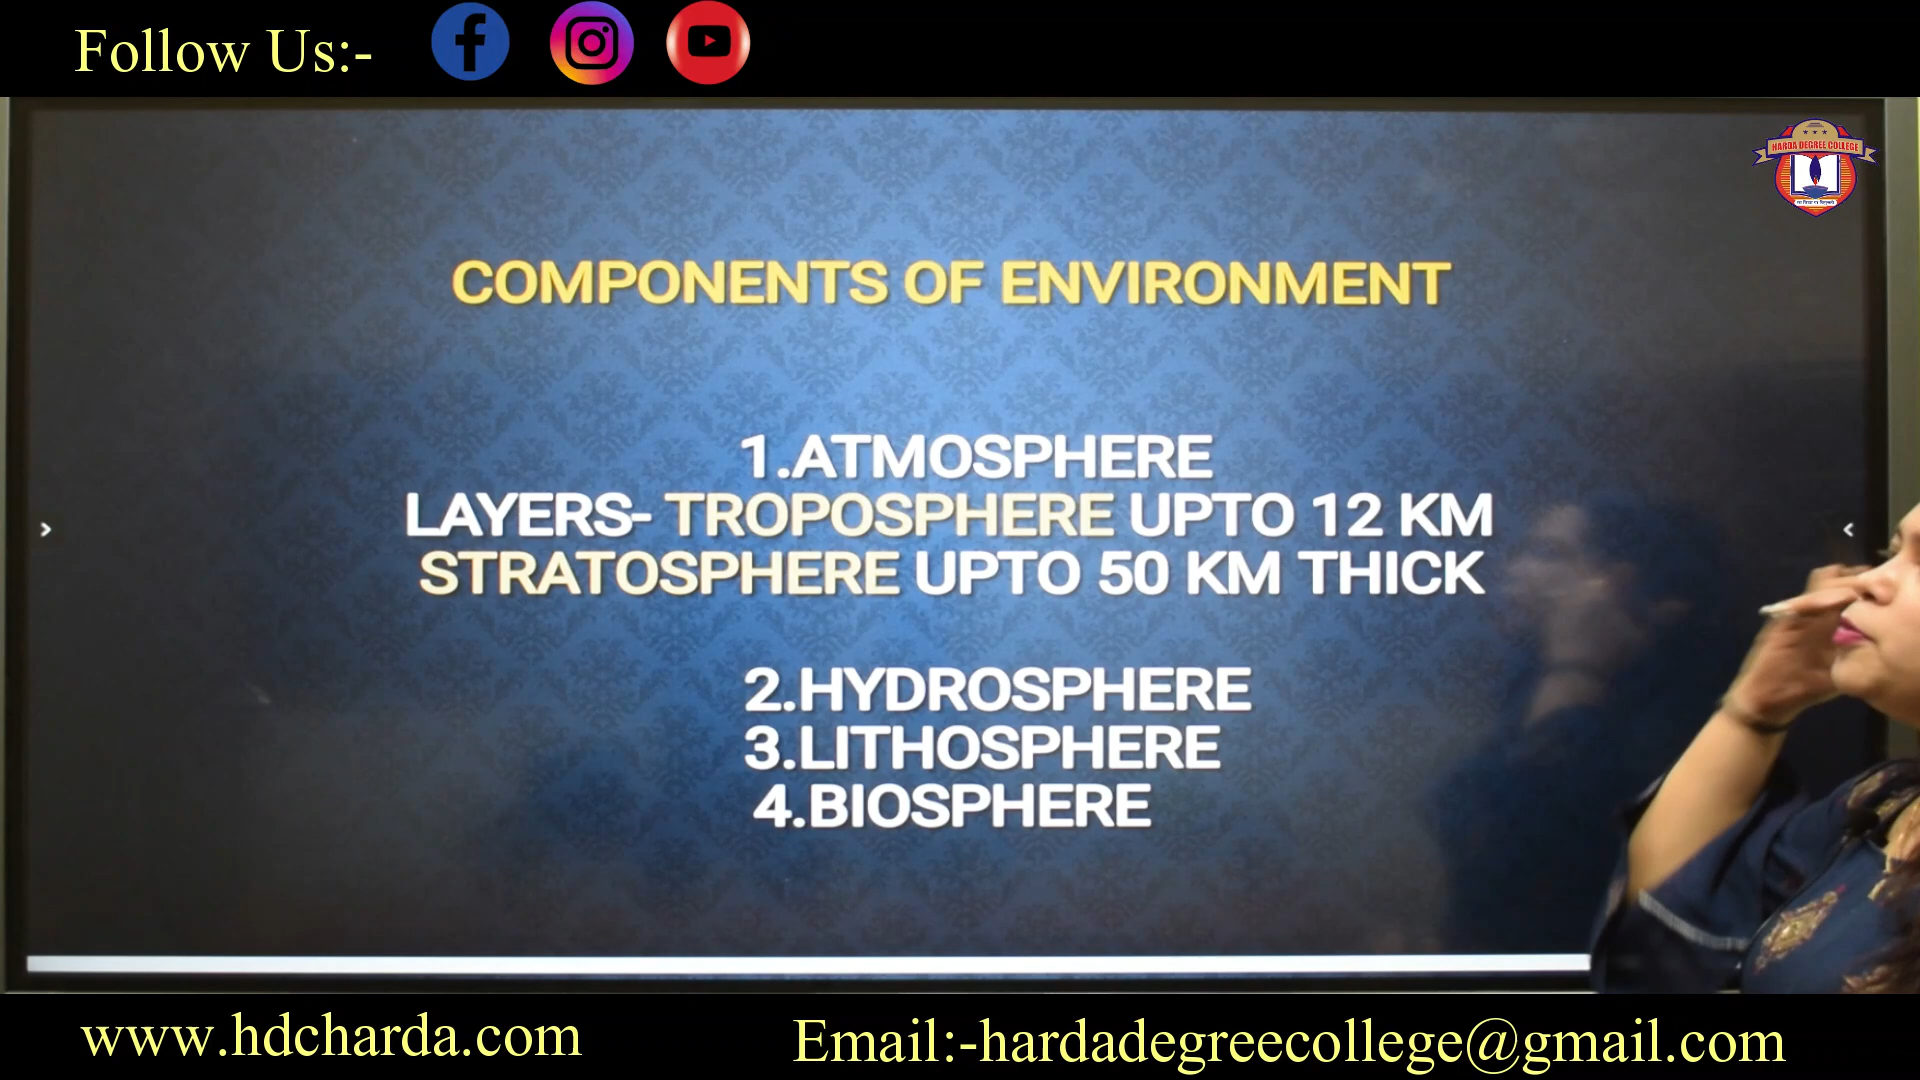 Follow Us:-
HARDA DEGREE COLLEGE
COMPONENTS OF ENVIRONMENT
1.ATMOSPHERE
LAYERS- TROPOSPHERE UPTO 12 KM
STRATOSPHERE UPTO 50 KM THICK
2.HYDROSPHERE
3.LITHOSPHERE
4.BIOSPHERE
www.hdcharda.com
Email:-hardadegreecollege@gmail.com